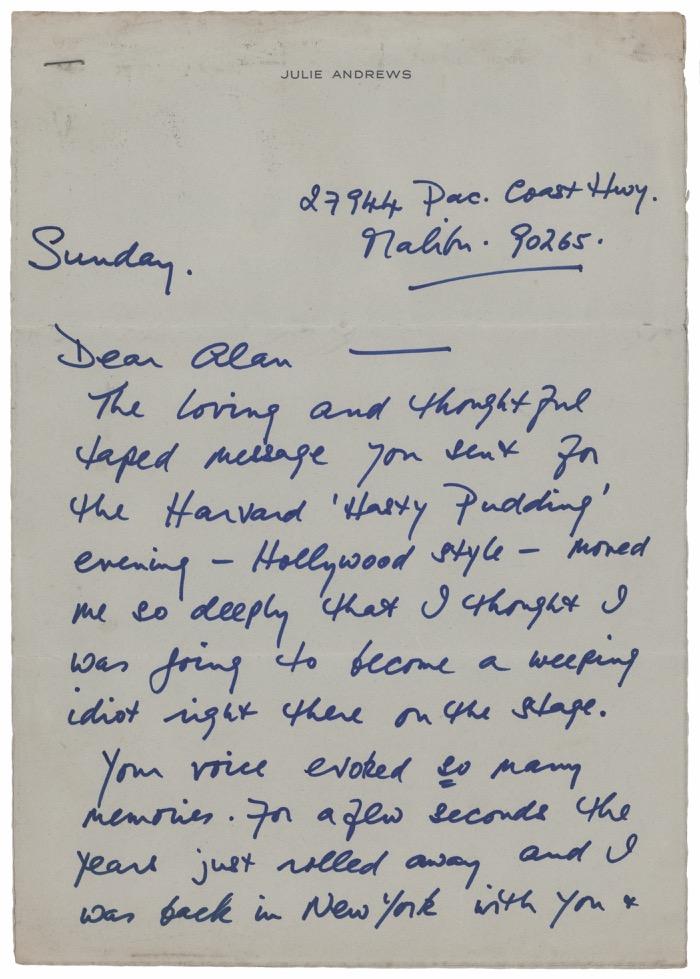 JULIE ANDREWS
27944 Pac. Coast Hwy.
Malibu. 90265.
Sunday.
Dear Alan —
The loving and thoughtful
taped message you sent for
the Harvard 'Hasty Pudding'
evening — Hollywood style — moved
me so deeply that I thought I
was going to become a weeping
idiot right there on the stage.
Your voice evoked so many
memories. For a few seconds the
years just rolled away and I
was back in New York with you +